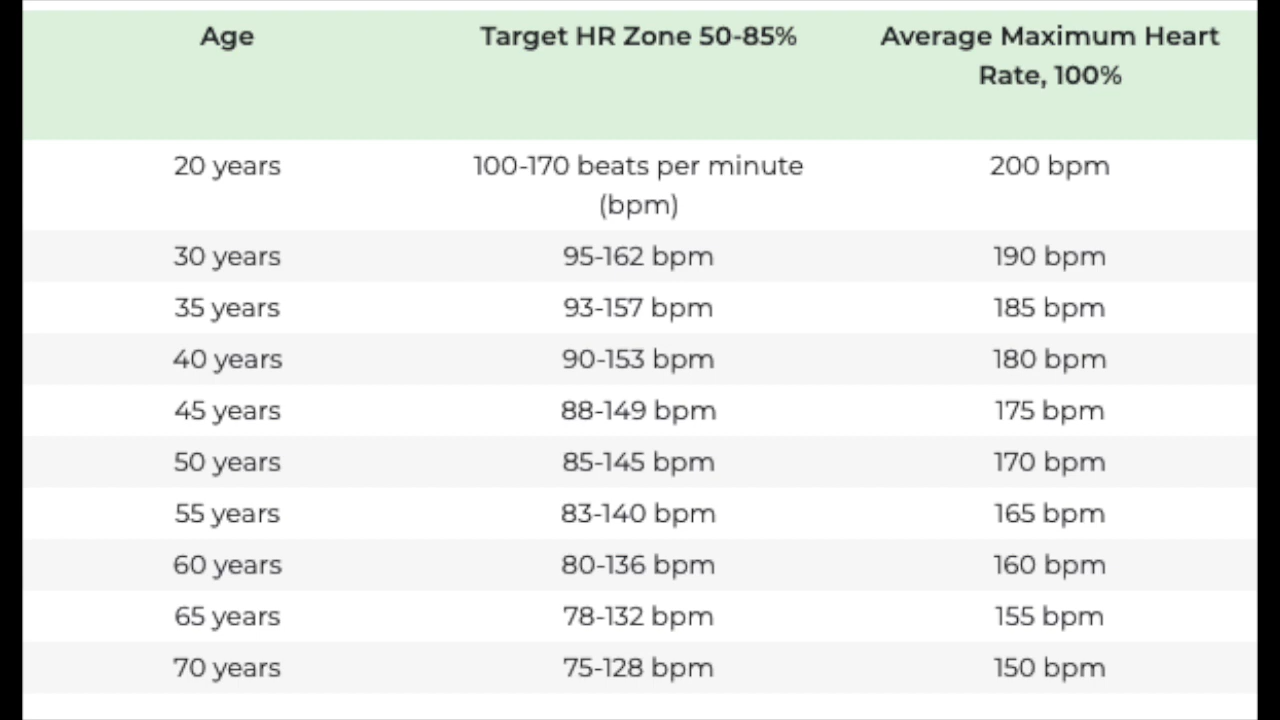 Age Target HR Zone 50-85% Average Maximum Heart
Rate, 100%
20 years 100-170 beats per minute 200 bpm
(bpm)
30 years 95-162 bpm 190 bpm
35 years 93-157 bpm 185 bpm
40 years 90-153 bpm 180 bpm
45 years 88-149 bpm 175 bpm
50 years 85-145 bpm 170 bpm
55 years 83-140 bpm 165 bpm
60 years 80-136 bpm 160 bpm
65 years 78-132 bpm 155 bpm
70 years 75-128 bpm 150 bpm